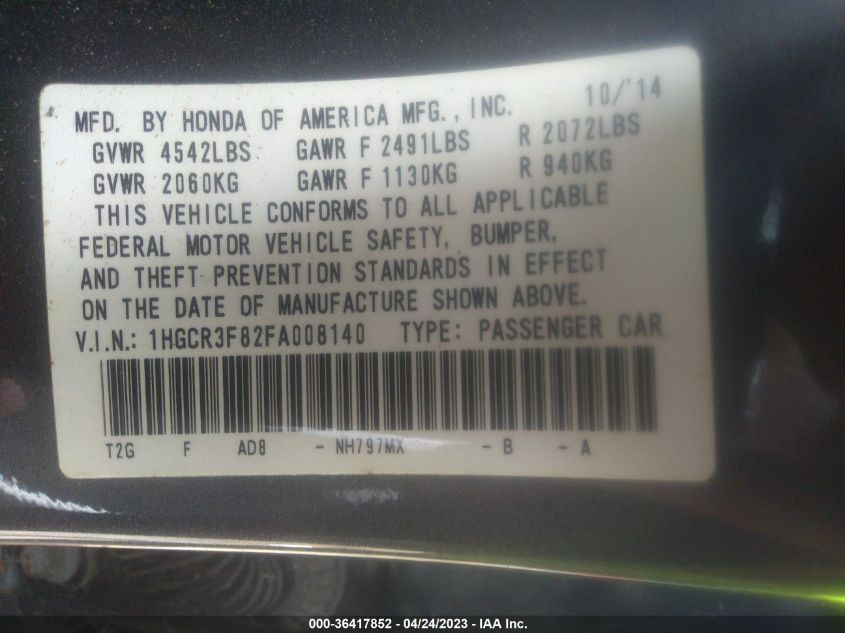 MFD. BY HONDA OF AMERICA MFG., INC. 10/'14
GVWR 4542LBS GAWR F 2491LBS R 2072LBS
GVWR 2060KG GAWR F 1130KG R 940KG
THIS VEHICLE CONFORMS TO ALL APPLICABLE
FEDERAL MOTOR VEHICLE SAFETY, BUMPER,
AND THEFT PREVENTION STANDARDS IN EFFECT
ON THE DATE OF MANUFACTURE SHOWN ABOVE.
V.I.N.: 1HGCR3F82FA008140 TYPE: PASSENGER CAR
T2G F AD8 - NH797MX - B - A
000-36417852 - 04/24/2023 - IAA Inc.